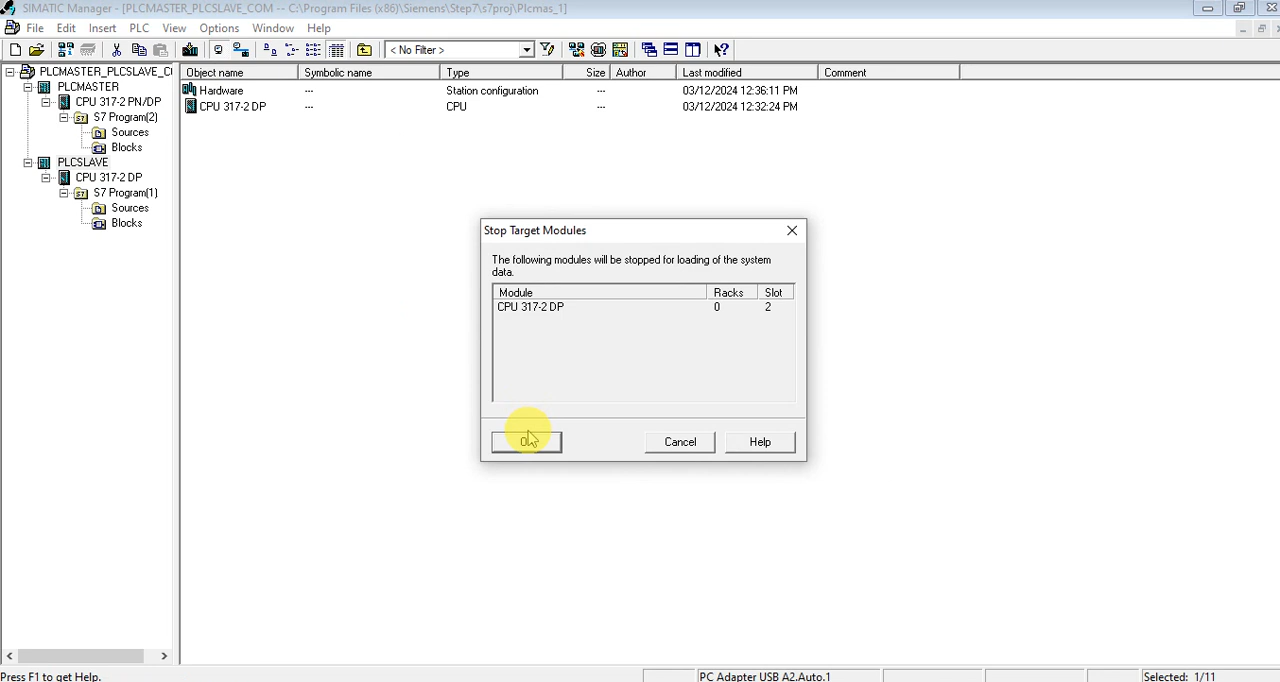 SIMATIC Manager - [PLCMASTER_PLCSLAVE_COM -- C:\Program Files (x86)\Siemens\Step7\s7proj\Plcmas_1]
File Edit Insert PLC View Options Window Help
< No Filter >
PLCMASTER_PLCSLAVE_C
PLCMASTER
CPU 317-2 PN/DP
S7 Program(2)
Sources
Blocks
PLCSLAVE
CPU 317-2 DP
S7 Program(1)
Sources
Blocks
Object name Symbolic name Type Size Author Last modified Comment
Hardware --- Station configuration --- 03/12/2024 12:36:11 PM
CPU 317-2 DP --- CPU --- 03/12/2024 12:32:24 PM
Stop Target Modules
The following modules will be stopped for loading of the system
data.
Module Racks Slot
CPU 317-2 DP 0 2
Cancel Help
Press F1 to get Help.
PC Adapter USB A2.Auto.1
Selected: 1/11